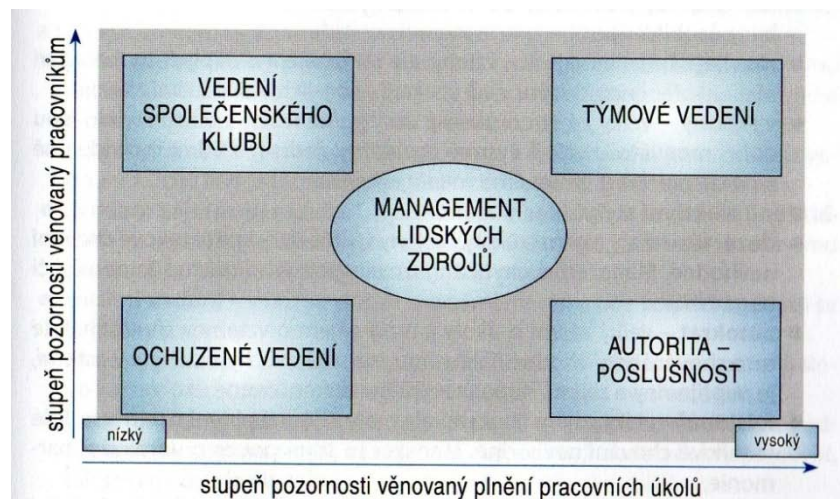 stupeň pozornosti věnovaný pracovníkům
VEDENÍ
SPOLEČENSKÉHO
KLUBU
TÝMOVÉ VEDENÍ
MANAGEMENT
LIDSKÝCH
ZDROJŮ
OCHUZENÉ VEDENÍ
AUTORITA –
POSLUŠNOST
nízký
vysoký
stupeň pozornosti věnovaný plnění pracovních úkolů